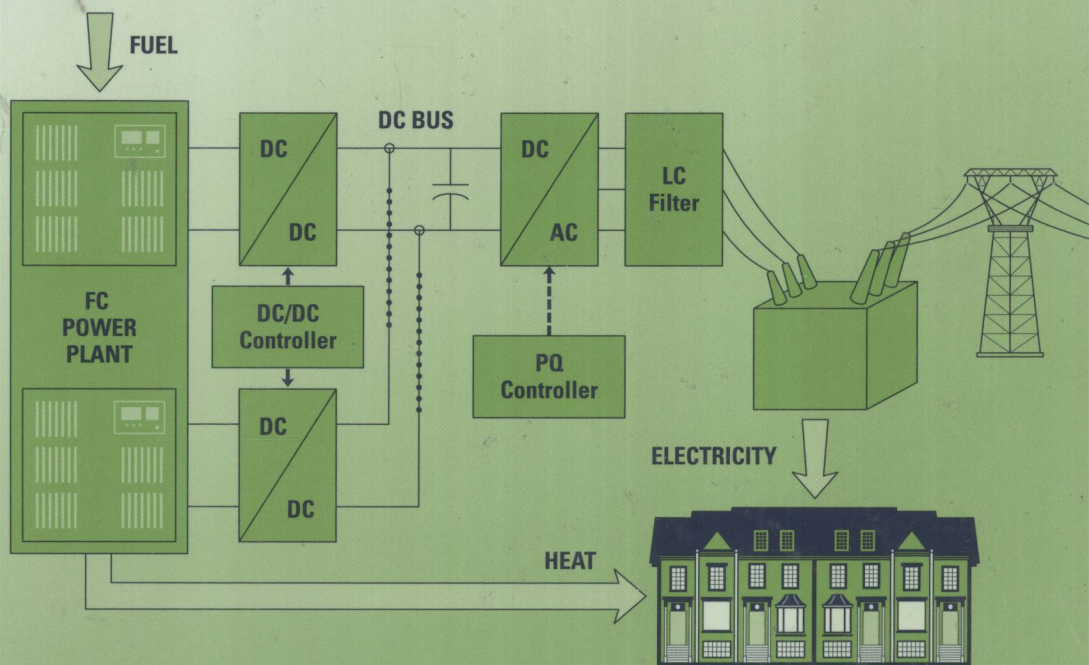 FUEL
DC BUS
DC
DC
DC
AC
LC
Filter
FC
POWER
PLANT
DC/DC
Controller
PQ
Controller
DC
DC
ELECTRICITY
HEAT